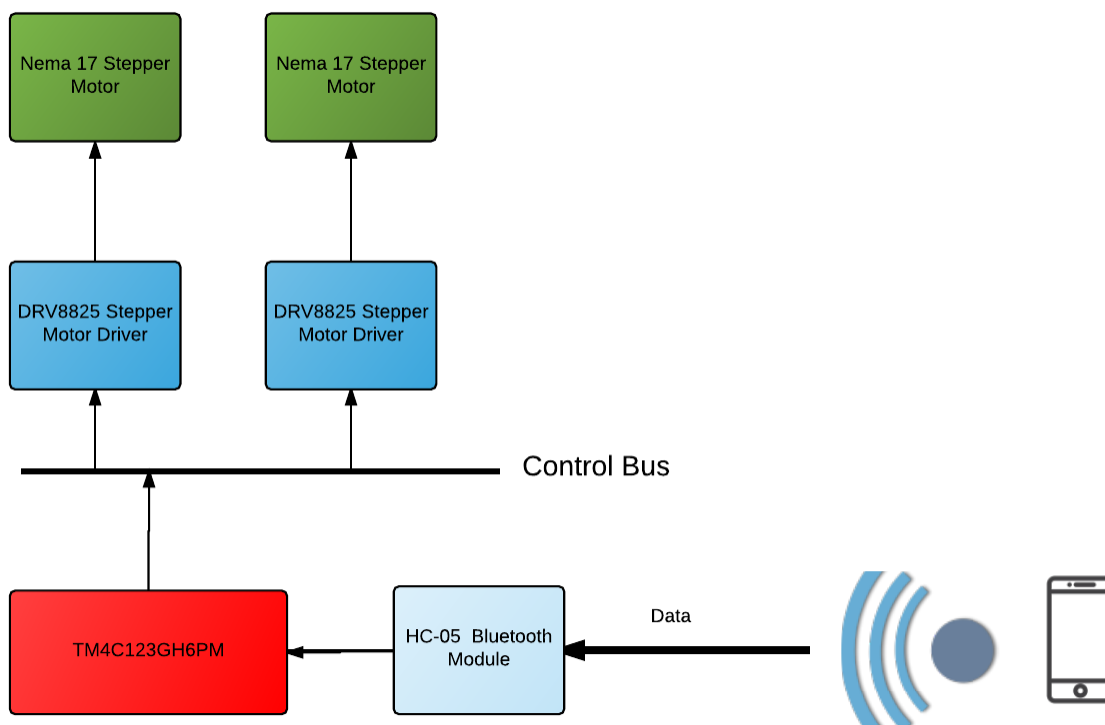 Nema 17 Stepper
Motor
Nema 17 Stepper
Motor
DRV8825 Stepper
Motor Driver
DRV8825 Stepper
Motor Driver
Control Bus
TM4C123GH6PM
HC-05 Bluetooth
Module
Data